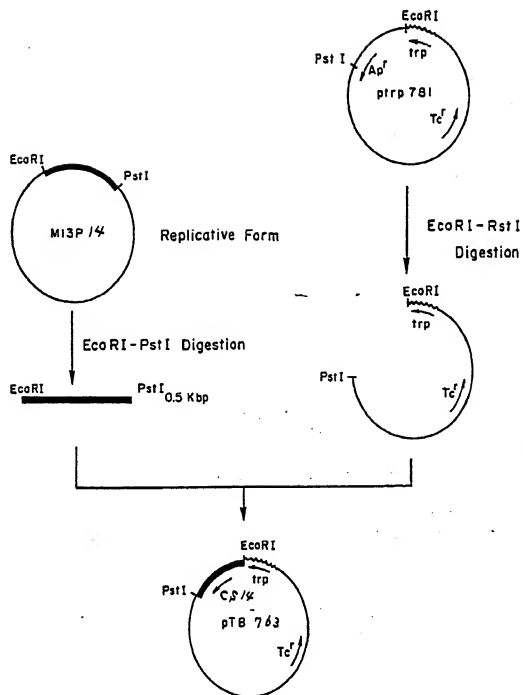 EcoRI
trp
Pst I
Apr
ptrp 781
Tcr
EcoRI
PstI
M13P14
Replicative Form
EcoRI-RstI
Digestion
EcoRI
trp
PstI
Tcr
EcoRI-PstI Digestion
EcoRI
PstI
0.5 Kbp
EcoRI
trp
PstI
CS14
pTB 763
Tcr